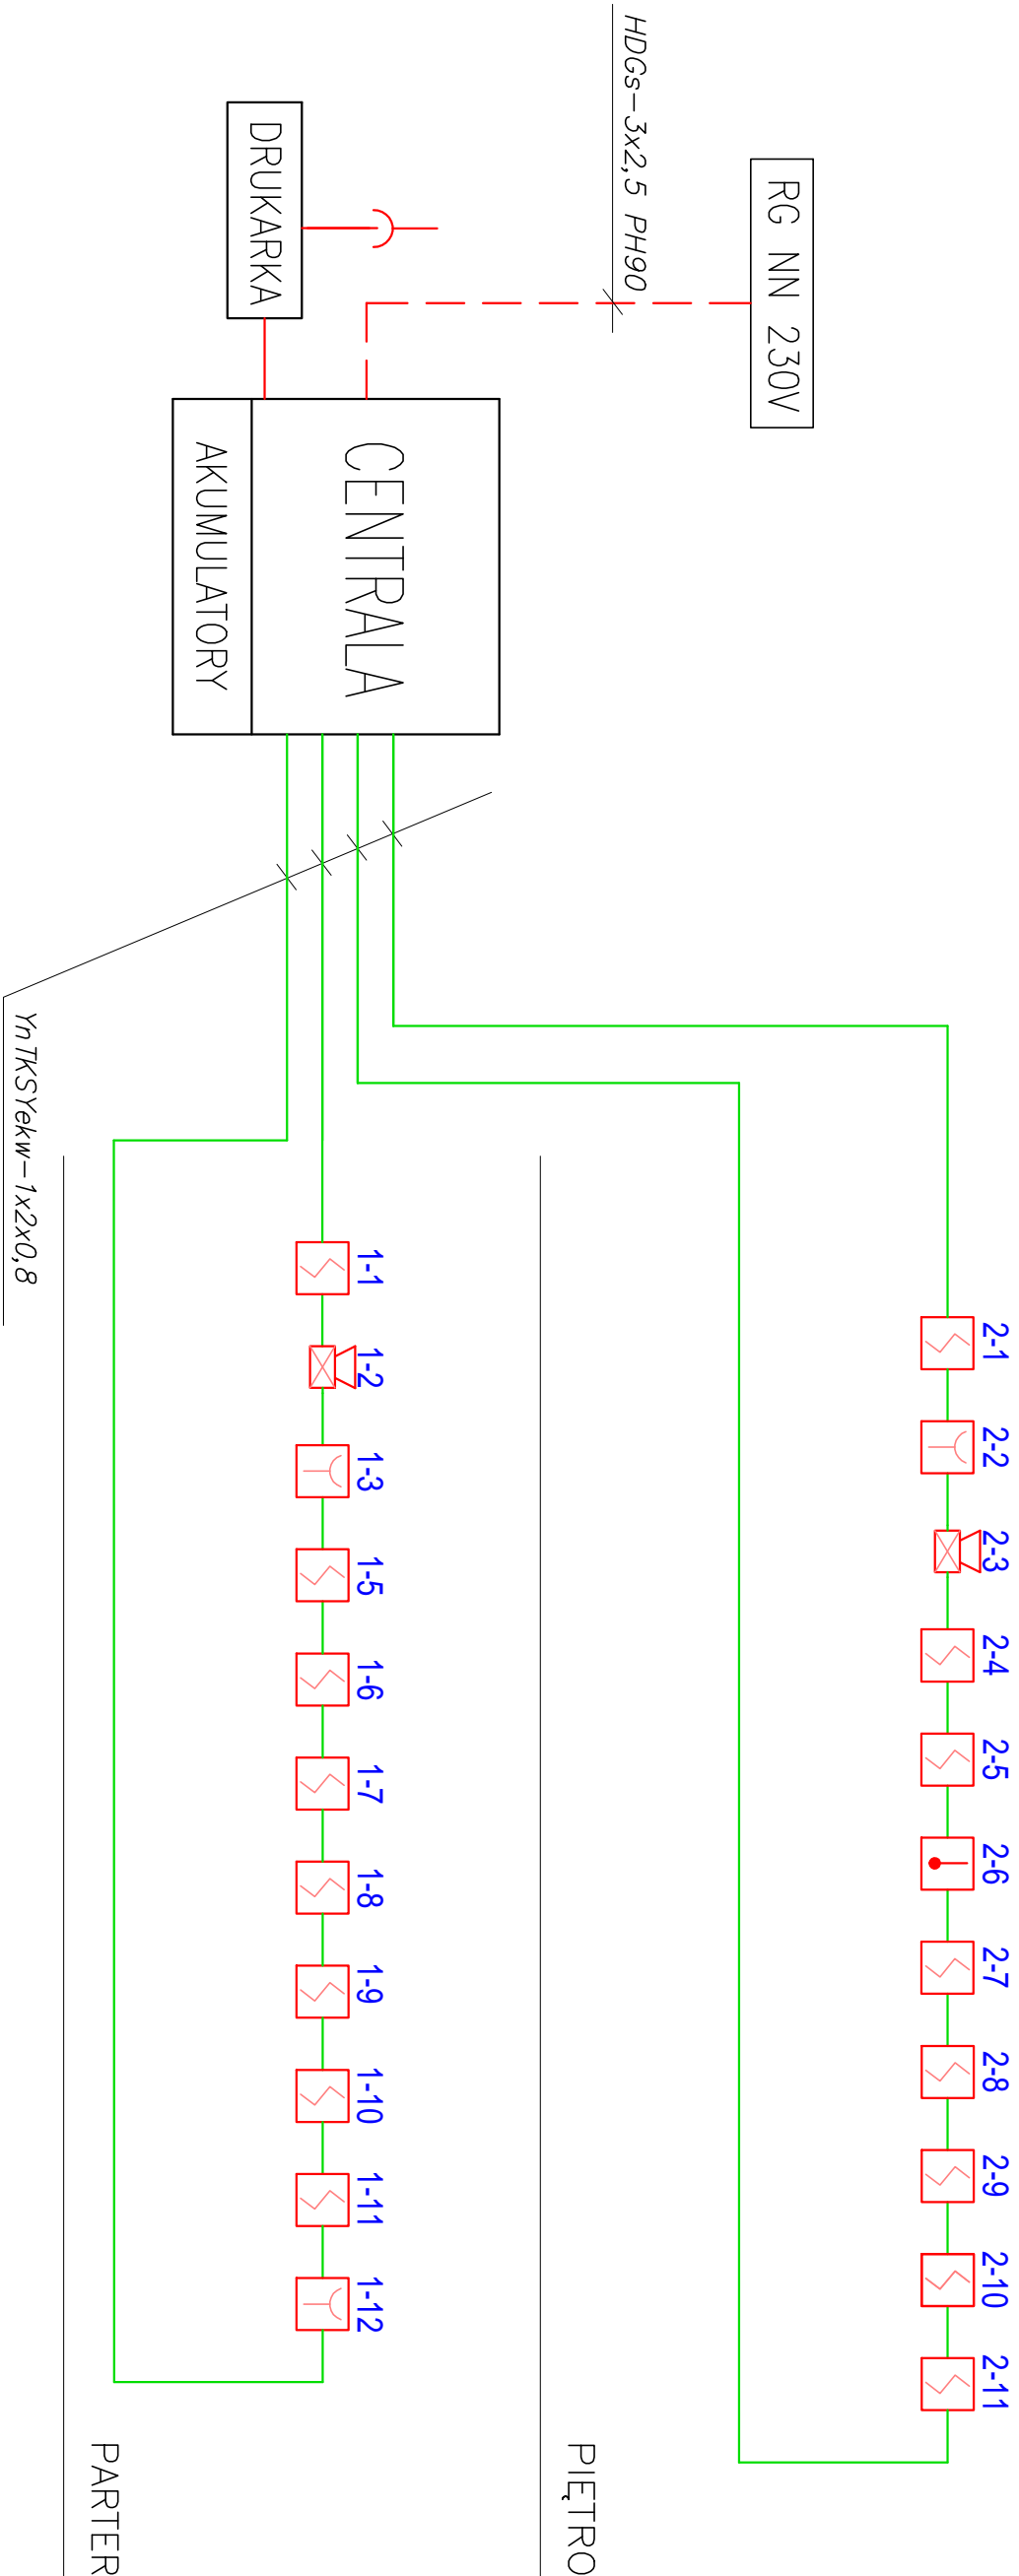 RG NN 230V
HDGs-3x2,5 PH90
DRUKARKA
CENTRALA
AKUMULATORY
YnTKSYekw-1x2x0,8
2-1
2-2
2-3
2-4
2-5
2-6
2-7
2-8
2-9
2-10
2-11
PIĘTRO
1-1
1-2
1-3
1-5
1-6
1-7
1-8
1-9
1-10
1-11
1-12
PARTER